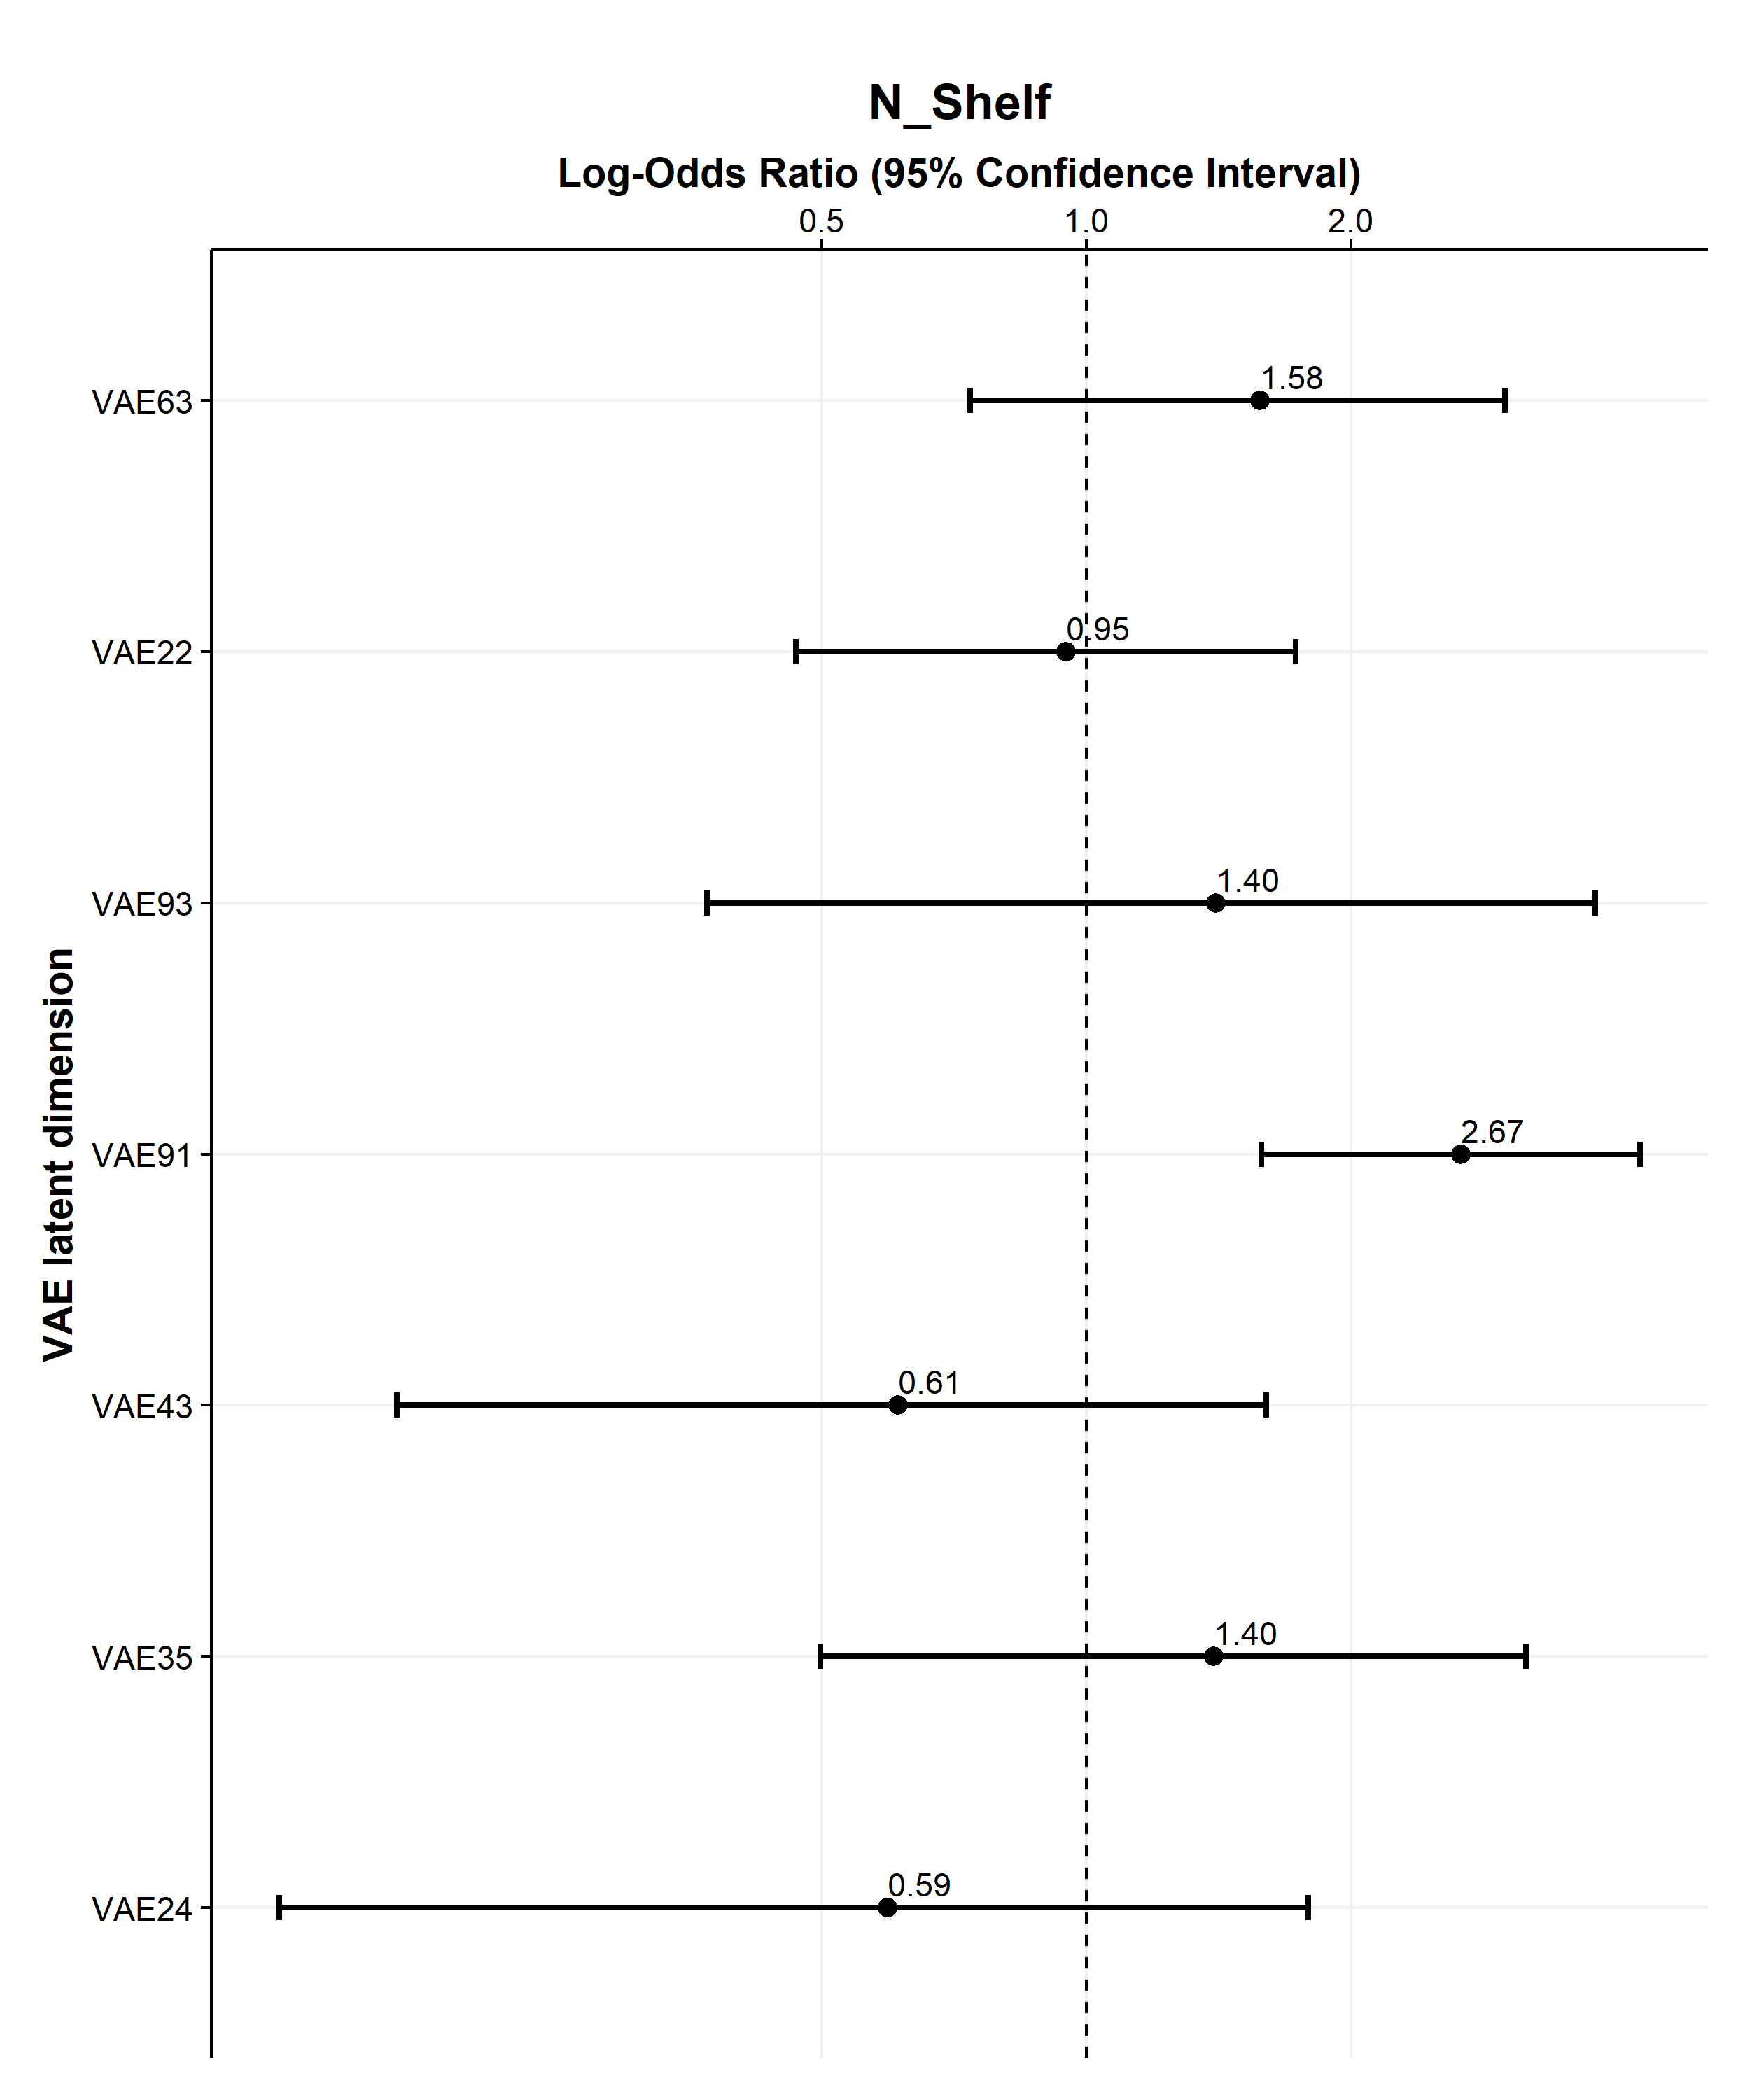 N_Shelf
Log-Odds Ratio (95% Confidence Interval)
0.5 1.0 2.0
VAE63
1.58
VAE22
0.95
VAE93
1.40
VAE91
2.67
VAE43
0.61
VAE35
1.40
VAE24
0.59
VAE latent dimension